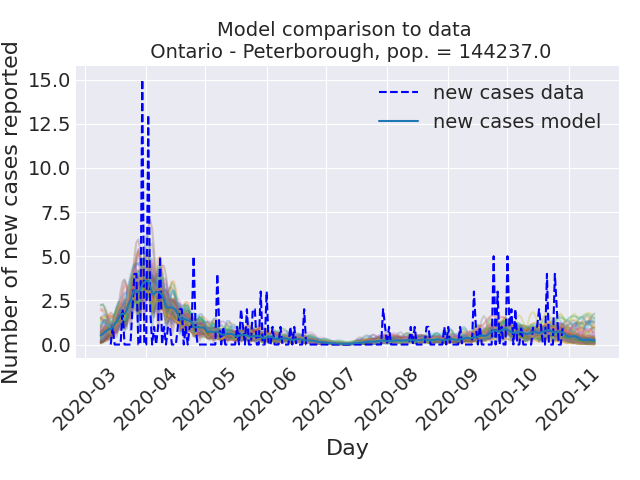 Model comparison to data
Ontario - Peterborough, pop. = 144237.0
Number of new cases reported
15.0
12.5
10.0
7.5
5.0
2.5
0.0
new cases data
new cases model
2020-03
2020-04
2020-05
2020-06
2020-07
2020-08
2020-09
2020-10
2020-11
Day